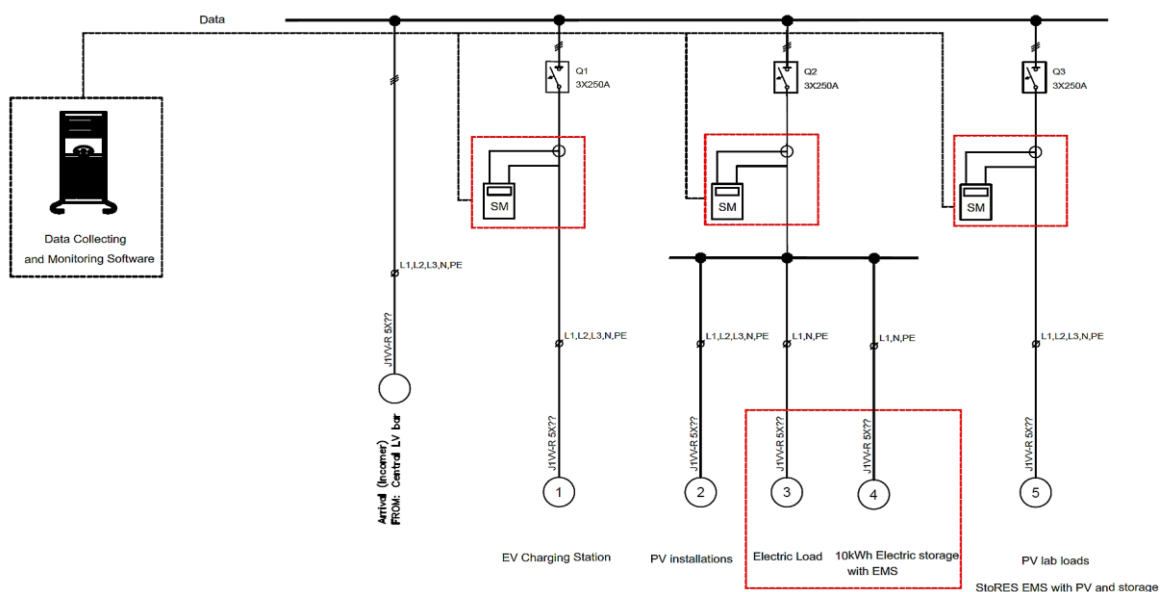 Data
Q1
3X250A
Q2
3X250A
Q3
3X250A
SM
SM
SM
Data Collecting
and Monitoring Software
L1,L2,L3,N,PE
L1,L2,L3,N,PE
L1,L2,L3,N,PE
L1,N,PE
L1,N,PE
L1,L2,L3,N,PE
J1VV-R 5X??
J1VV-R 5X??
J1VV-R 5X??
J1VV-R 5X??
J1VV-R 5X??
J1VV-R 5X??
Arrival (Incomer)
FROM: Central LV bar
1
2
3
4
5
EV Charging Station
PV installations
Electric Load
10kWh Electric storage
with EMS
PV lab loads
StoRES EMS with PV and storage